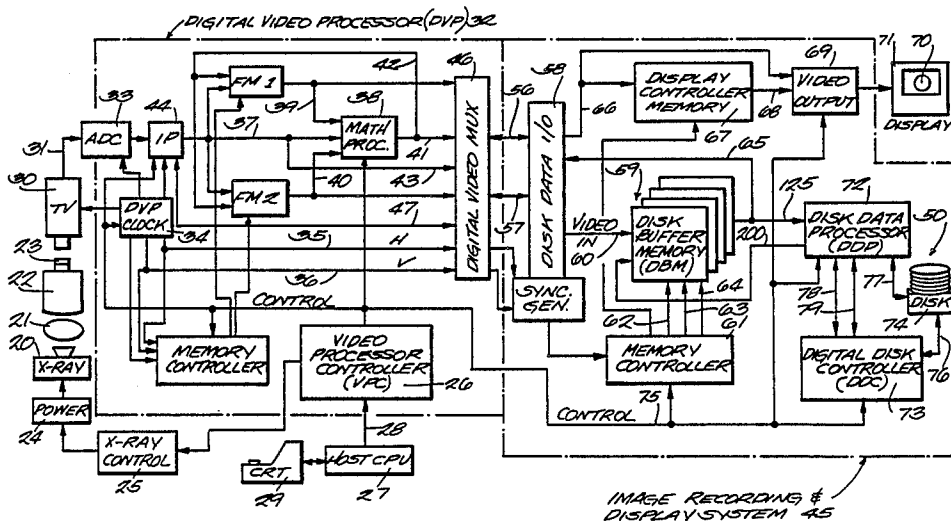 DIGITAL VIDEO PROCESSOR (DVP) 32
33
44
42
46
58
69
71
70
ADC
IP
FM 1
39
38
37
MATH PROC.
41
43
40
FM 2
47
DVP CLOCK
34
35
H
36
V
DIGITAL VIDEO MUX
56
57
DISK DATA I/O
66
DISPLAY CONTROLLER MEMORY
67
68
VIDEO OUTPUT
DISPLAY
65
59
VIDEO IN
60
DISK BUFFER MEMORY (DBM)
125
200
72
DISK DATA PROCESSOR (DDP)
50
77
78
79
DISK
74
76
31
30
TV
23
22
21
20
X-RAY
POWER
24
X-RAY CONTROL
25
CONTROL
MEMORY CONTROLLER
VIDEO PROCESSOR CONTROLLER (VPC)
26
28
CRT.
29
HOST CPU
27
SYNC. GEN.
62
63
64
61
MEMORY CONTROLLER
75
CONTROL
DIGITAL DISK CONTROLLER (DDC)
73
IMAGE RECORDING &
DISPLAY SYSTEM 45